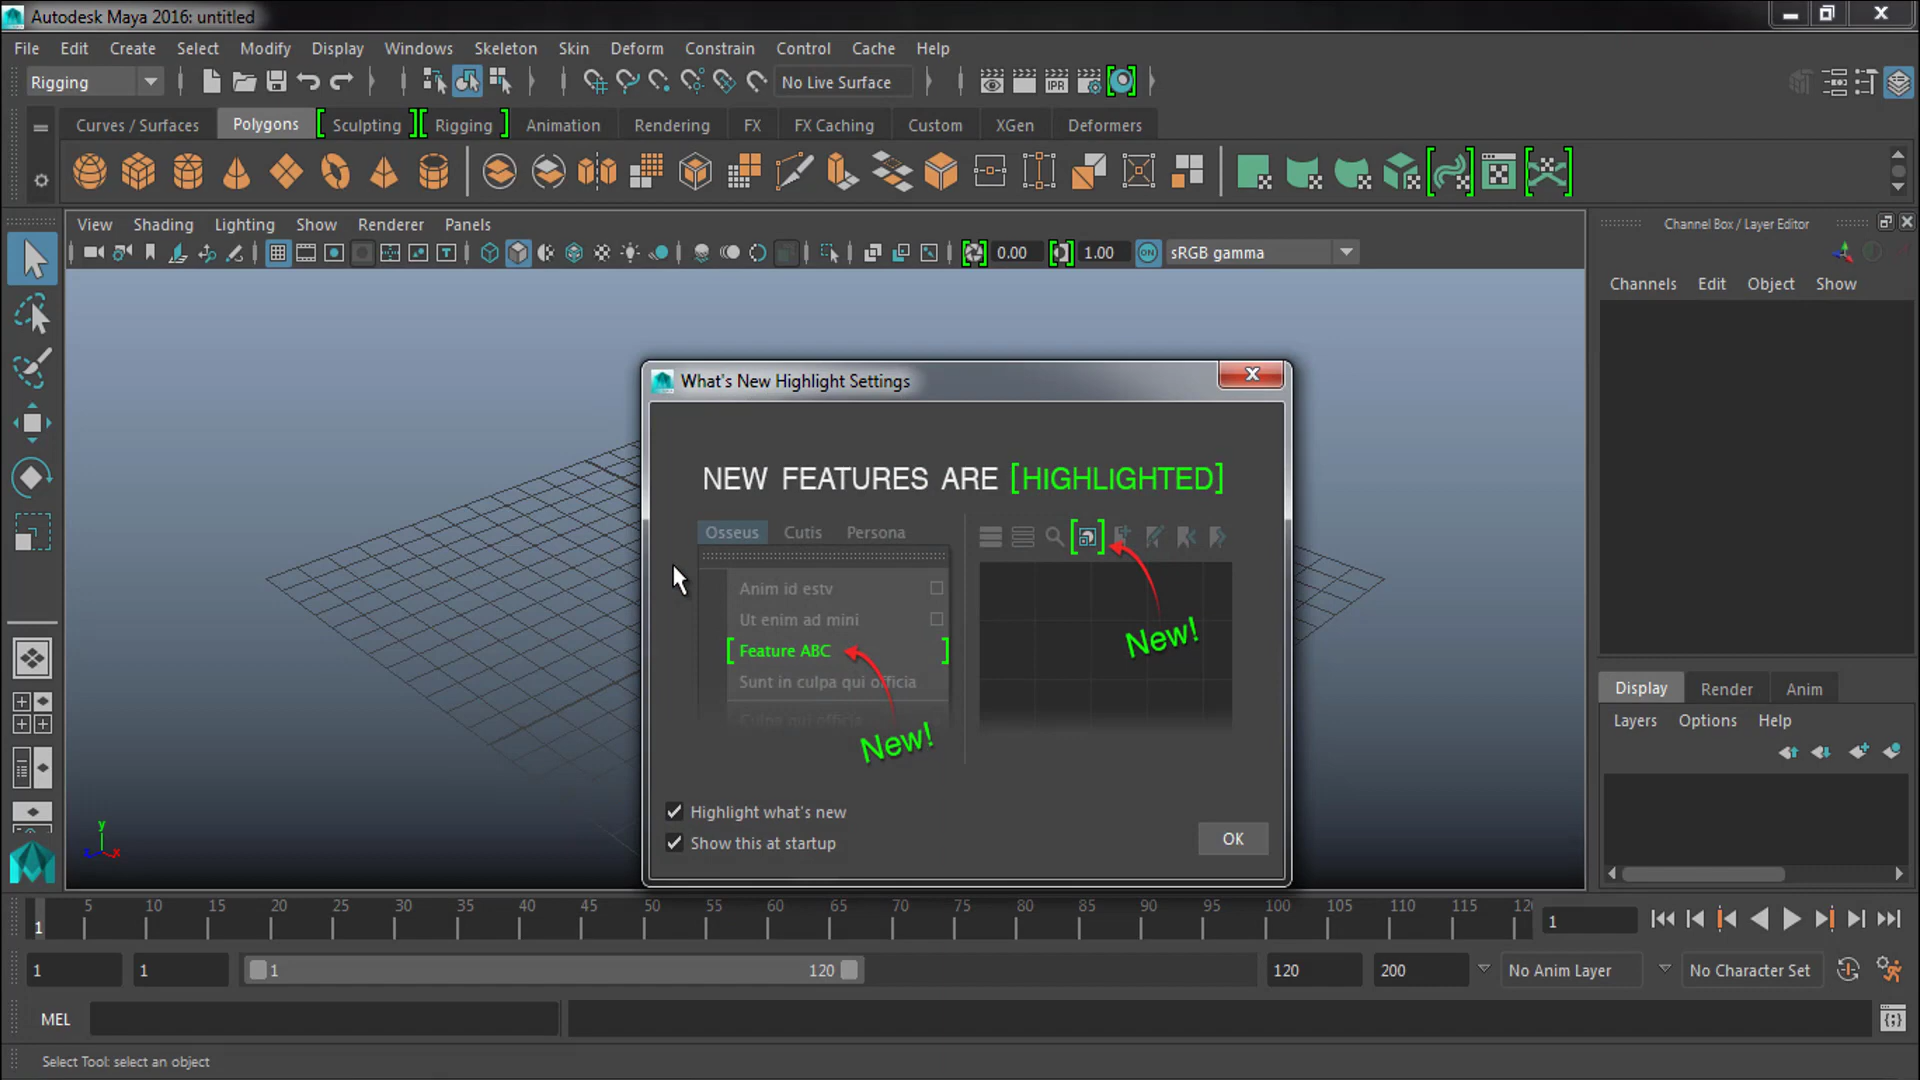 Autodesk Maya 2016: untitled
File Edit Create Select Modify Display Windows Skeleton Skin Deform Constrain Control Cache Help
Rigging No Live Surface IPR
Curves / Surfaces Polygons [ Sculpting ] [ Rigging ] Animation Rendering FX FX Caching Custom XGen Deformers
View Shading Lighting Show Renderer Panels
Channel Box / Layer Editor
T 0.00 1.00 ON sRGB gamma
Channels Edit Object Show
What's New Highlight Settings
NEW FEATURES ARE [HIGHLIGHTED]
Osseus Cutis Persona
Anim id estv
Ut enim ad mini
[ Feature ABC ]
Sunt in culpa qui officia
Culpa qui officia
New!
New!
Highlight what's new
Show this at startup
OK
Display Render Anim
Layers Options Help
y
z x
1 5 10 15 20 25 30 35 40 45 50 55 60 65 70 75 80 85 90 95 100 105 110 115 12
1
1 1 1 120 120 200 No Anim Layer No Character Set
MEL
Select Tool: select an object